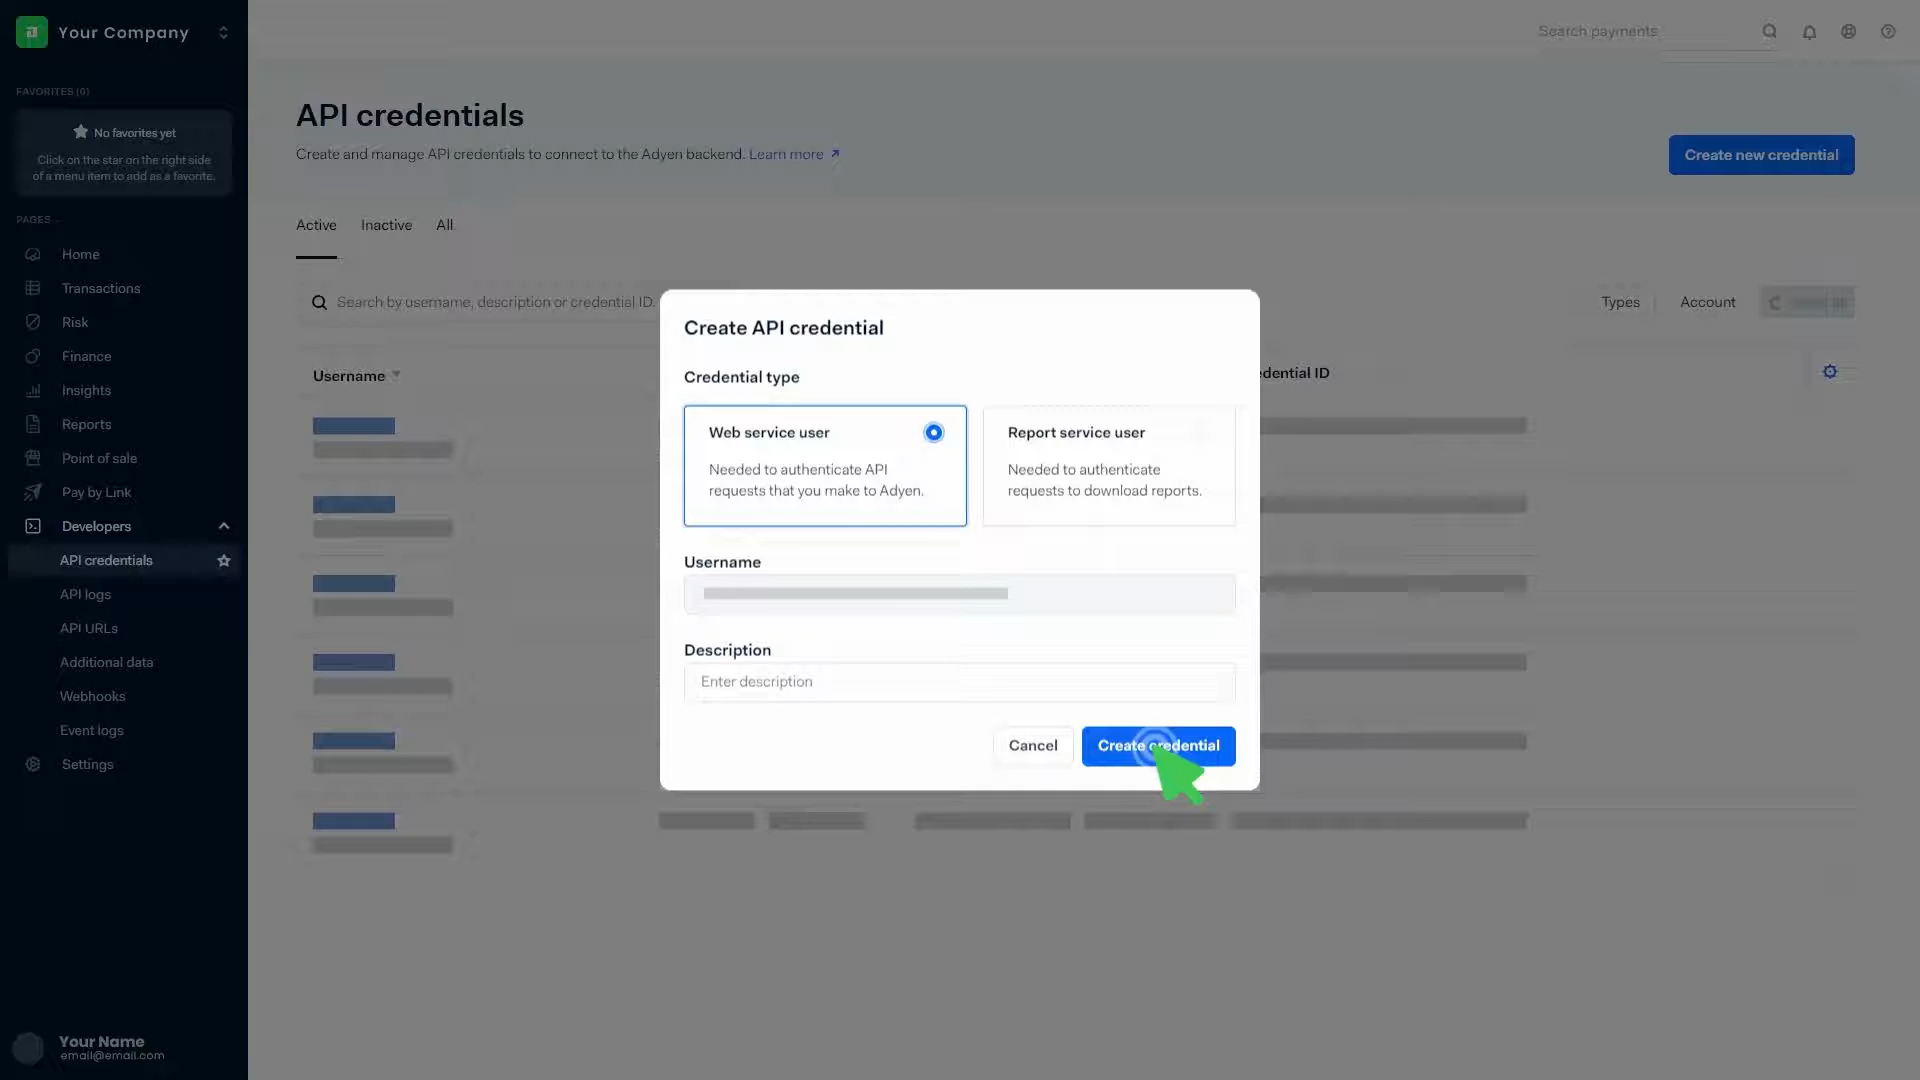 Your Company
Search payments
FAVORITES (0)
No favorites yet
Click on the star on the right side
of a menu item to add as a favorite.
PAGES
Home
Transactions
Risk
Finance
Insights
Reports
Point of sale
Pay by Link
Developers
API credentials
API logs
API URLs
Additional data
Webhooks
Event logs
Settings
Your Name
email@email.com
API credentials
Create and manage API credentials to connect to the Adyen backend. Learn more
Create new credential
Active Inactive All
Search by username, description or credential ID.
Types Account
Username
dential ID
Create API credential
Credential type
Web service user
Needed to authenticate API
requests that you make to Adyen.
Report service user
Needed to authenticate
requests to download reports.
Username
Description
Enter description
Cancel
Create credential